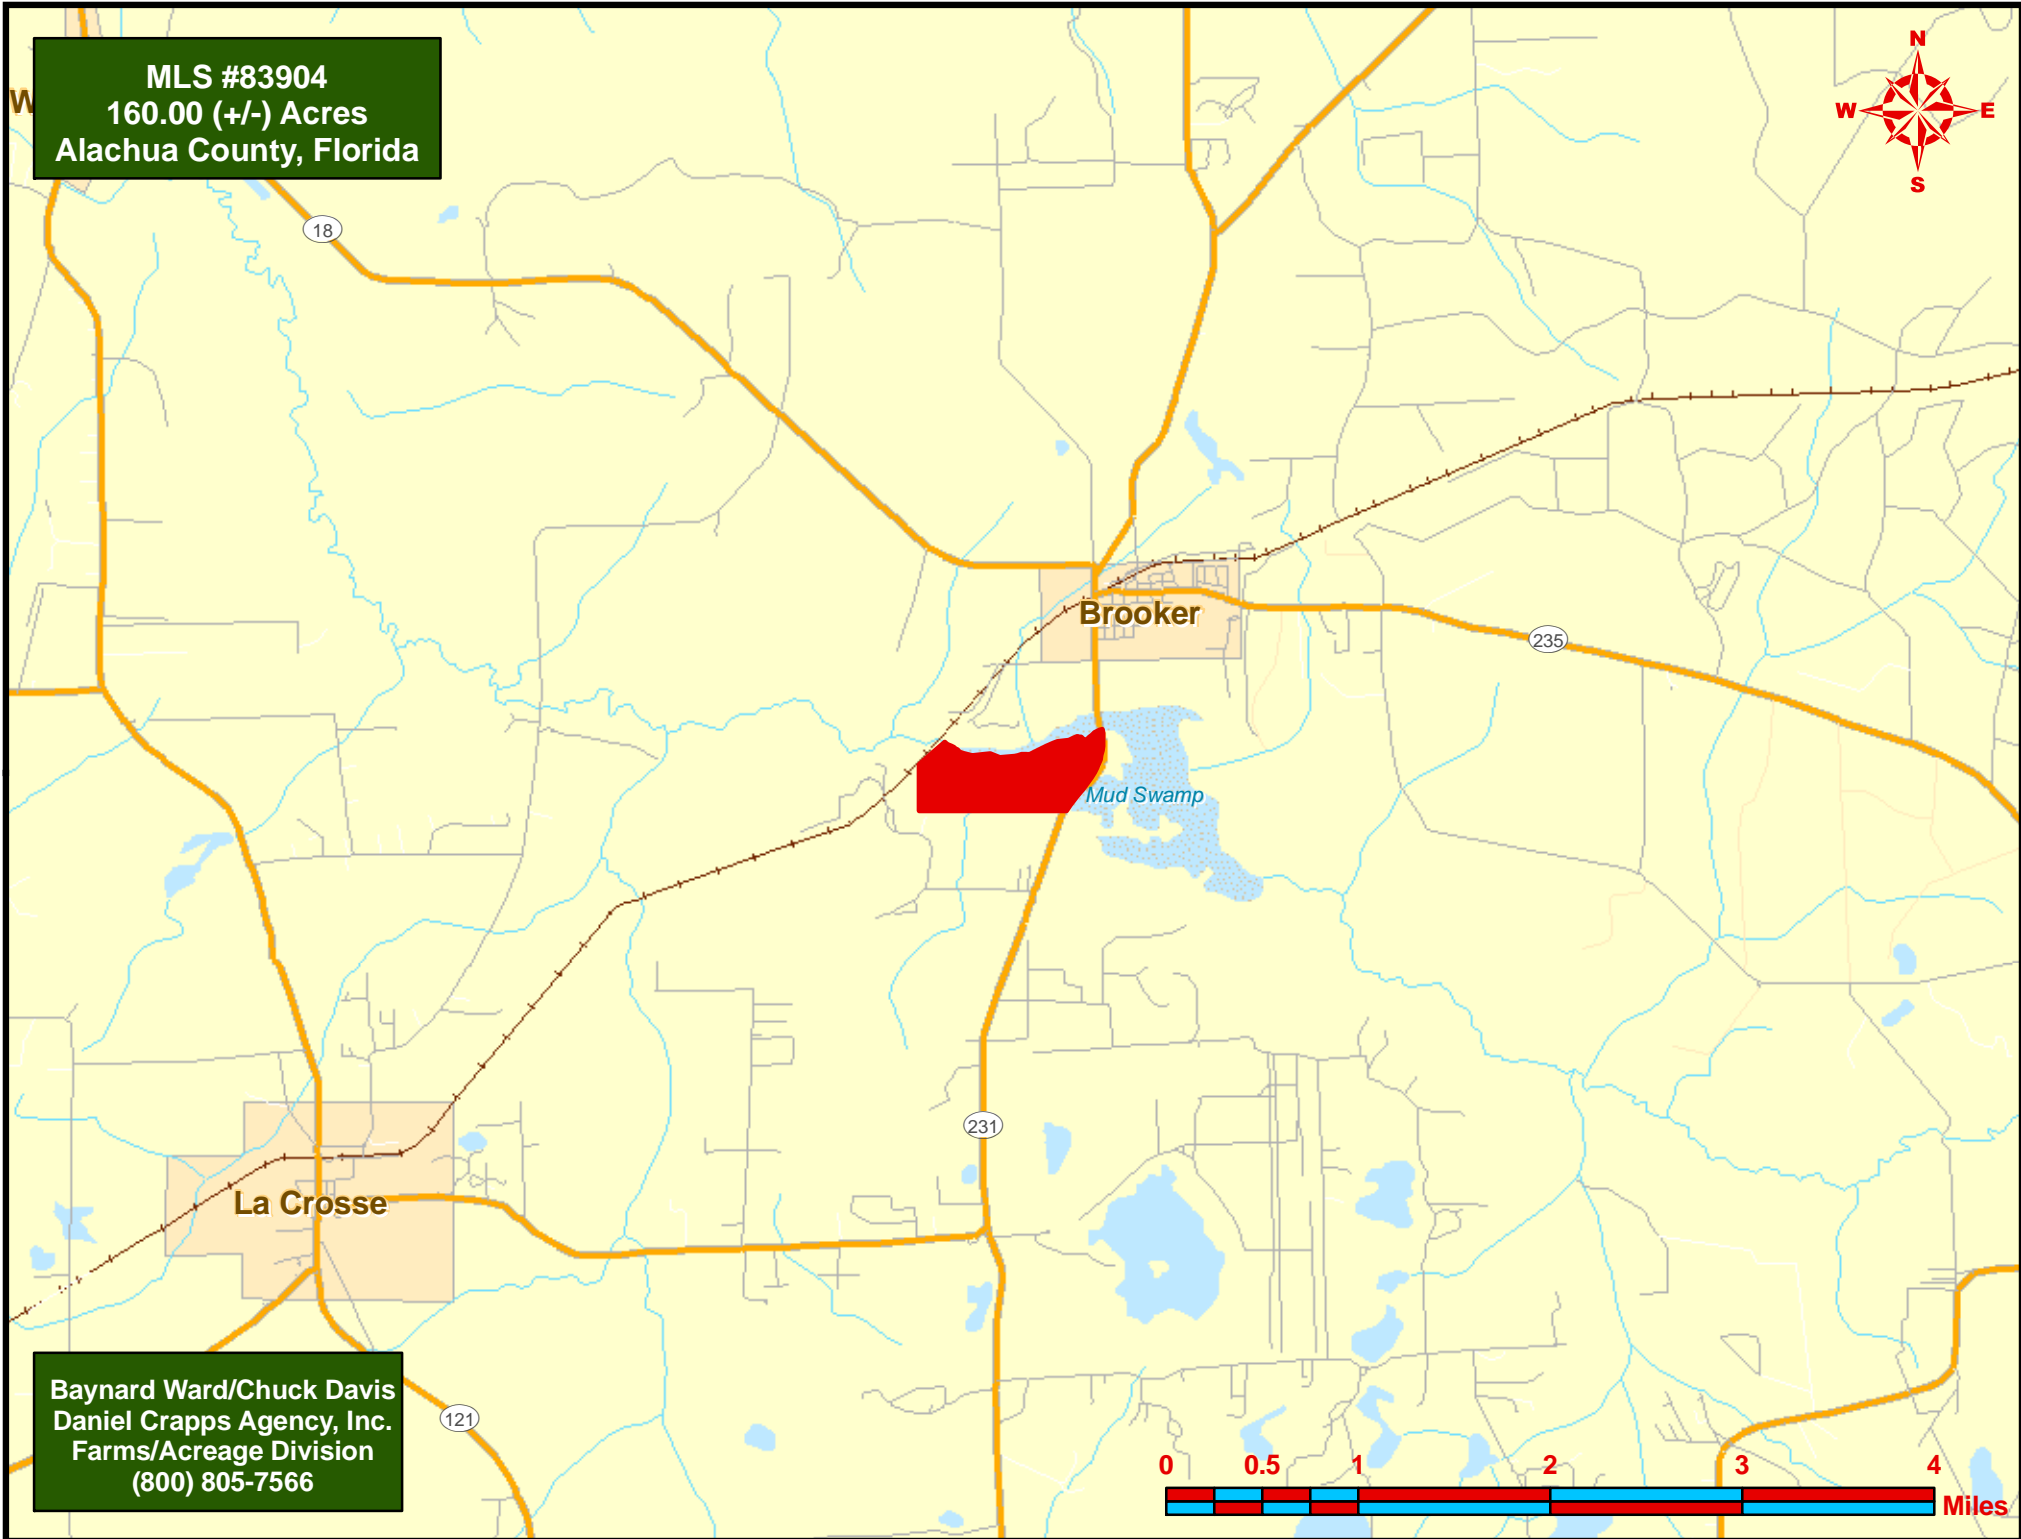 MLS #83904
160.00 (+/-) Acres
Alachua County, Florida
W
N
W
E
S
18
Brooker
235
Mud Swamp
231
La Crosse
121
Baynard Ward/Chuck Davis
Daniel Crapps Agency, Inc.
Farms/Acreage Division
(800) 805-7566
0 0.5 1 2 3 4
Miles